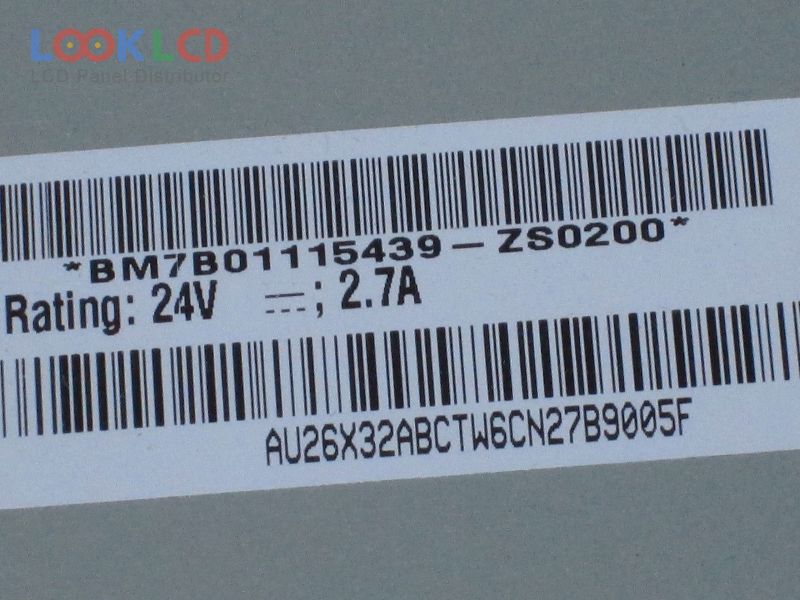 LOOKLCD
LCD Panel Distributor
*BM7B01115439-ZS0200*
Rating: 24V ⎓; 2.7A
AU26X32ABCTW6CN27B9005F